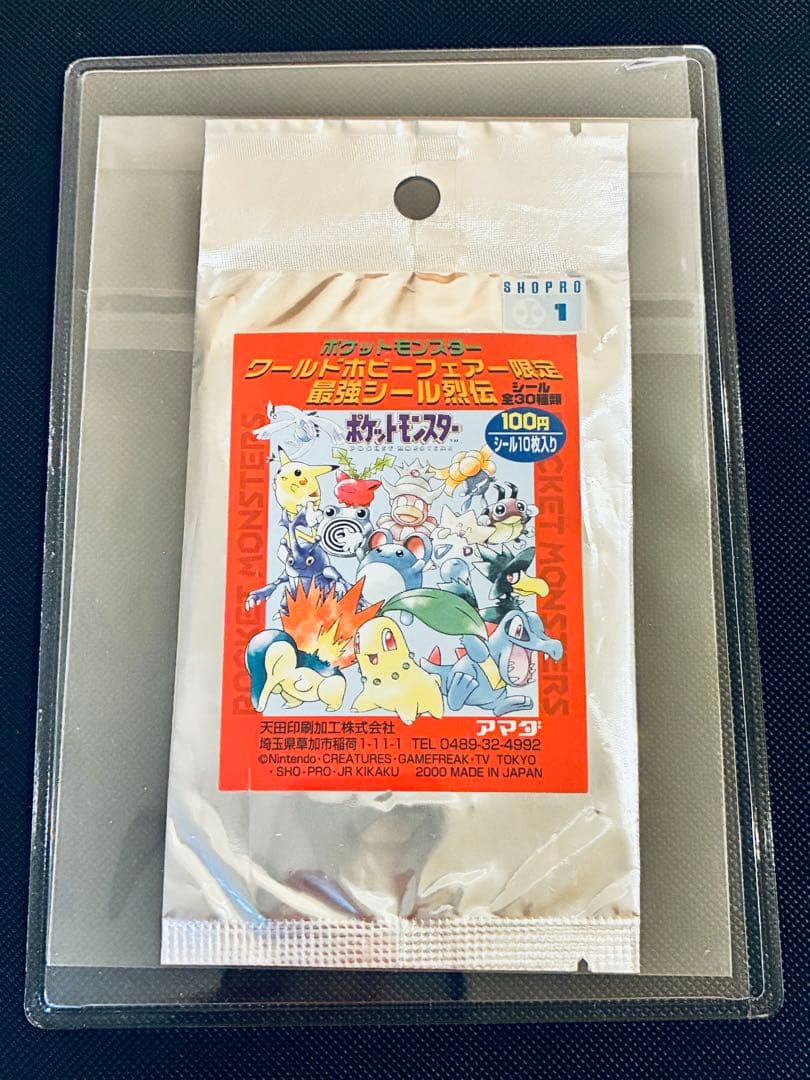 SHOPRO
1
ポケットモンスター
ワールドホビーフェアー限定
最強シール烈伝
シール
全30種類
100円
シール10枚入り
ポケットモンスター
TM
POCKET MONSTERS
POCKET MONSTERS
POCKET MONSTERS
天田印刷加工株式会社
アマダ
埼玉県草加市稲荷1-11-1 TEL 0489-32-4992
©Nintendo・CREATURES・GAMEFREAK・TV TOKYO
・SHO-PRO・JR KIKAKU 2000 MADE IN JAPAN